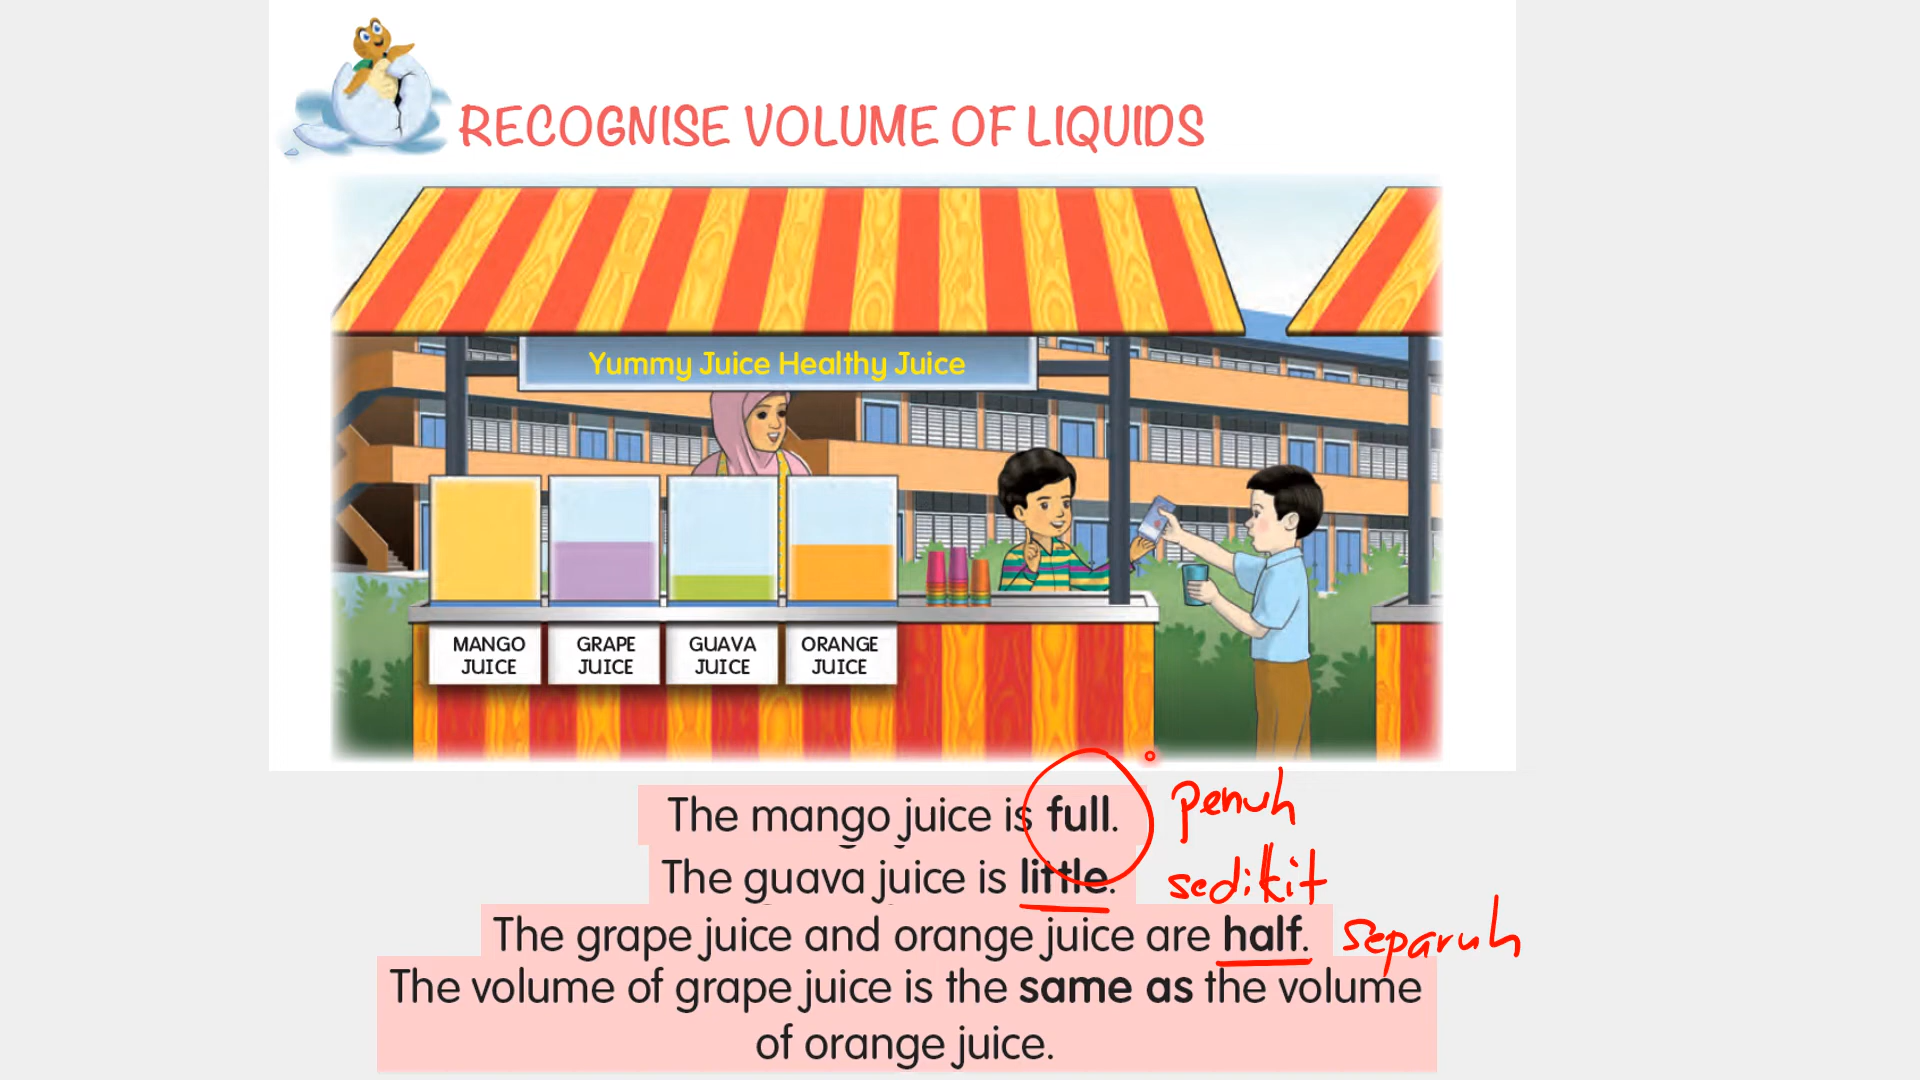 RECOGNISE VOLUME OF LIQUIDS
Yummy Juice Healthy Juice
MANGO JUICE
GRAPE JUICE
GUAVA JUICE
ORANGE JUICE
The mango juice is full. penuh
The guava juice is little. sedikit
The grape juice and orange juice are half. separuh
The volume of grape juice is the same as the volume
of orange juice.